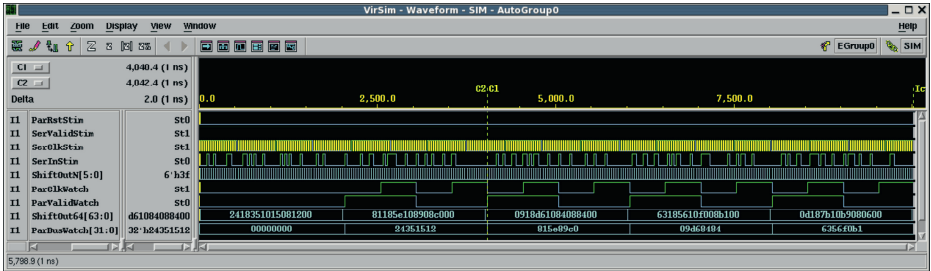 VirSim - Waveform - SIM - AutoGroup0
File Edit Zoom Display View Window Help
EGroup0 SIM
C1 4,040.4 (1 ns)
C2 4,042.4 (1 ns)
Delta 2.0 (1 ns)
C2 C1
0.0 2,500.0 5,000.0 7,500.0
I1 ParRstStim St0
I1 SerValidStim St1
I1 SerClkStim St1
I1 SerInStim St0
I1 ShiftOutN[5:0] 6'h3f
I1 ParClkWatch St1
I1 ParValidWatch St0
I1 ShiftOut64[63:0] d61084088400 2418351015081200 81185e108908c000 0918d61084088400 63185610f008b100 0d187b10b9080600
I1 ParBusWatch[31:0] 32'h24351512 00000000 24351512 815e89c0 09d68484 6356f0b1
5,798.9 (1 ns)